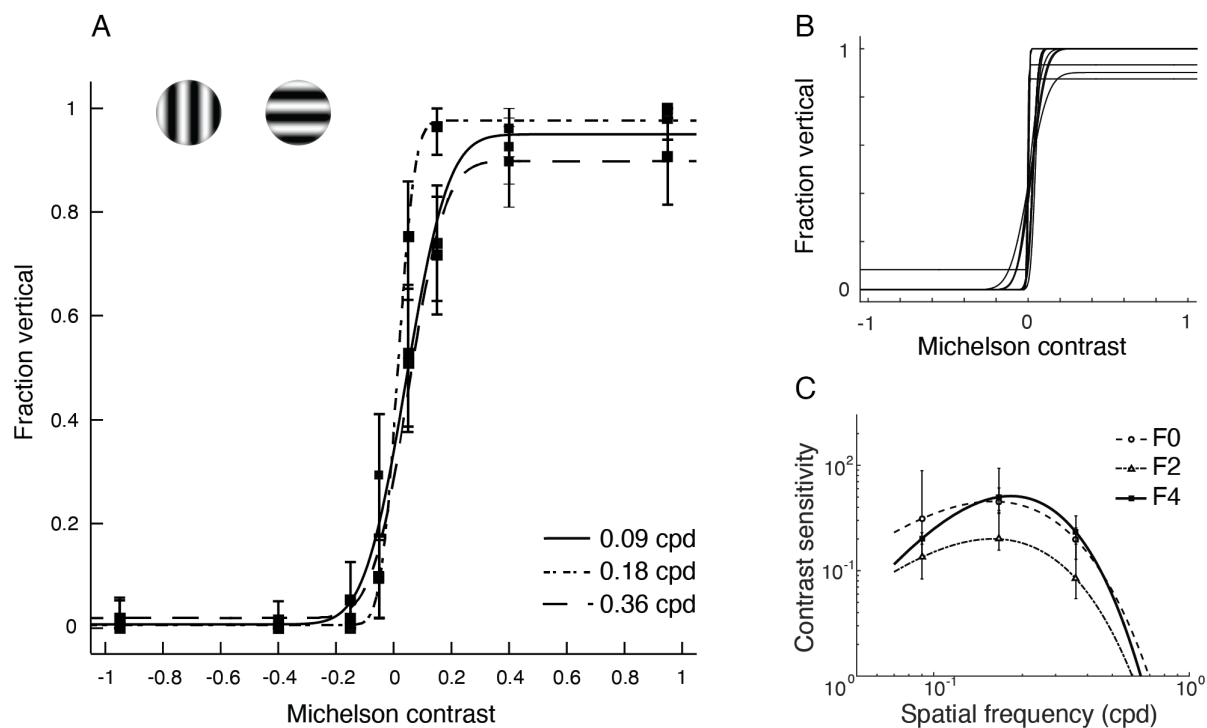 A
1
0.8
0.6
0.4
0.2
0
Fraction vertical
0.09 cpd
0.18 cpd
0.36 cpd
-1 -0.8 -0.6 -0.4 -0.2 0 0.2 0.4 0.6 0.8 1
Michelson contrast
B
1
0
Fraction vertical
-1 0 1
Michelson contrast
C
Contrast sensitivity
10²
10⁻¹
10⁰
F0
F2
F4
10⁻¹ 10⁰
Spatial frequency (cpd)